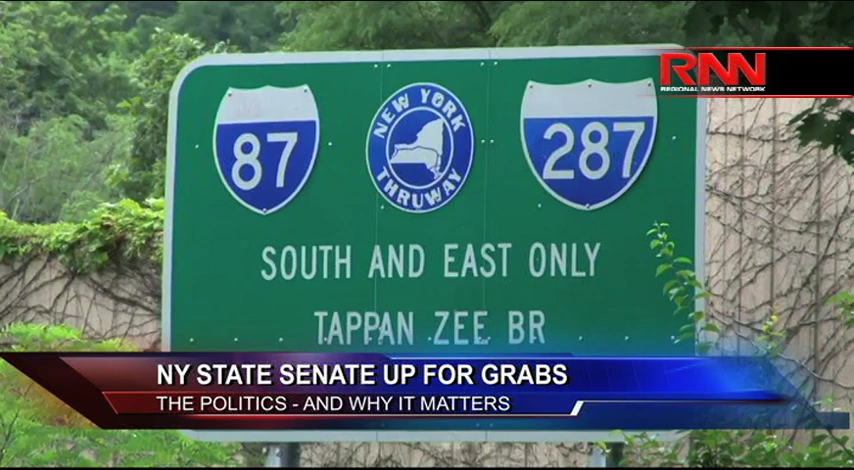 RNN
REGIONAL NEWS NETWORK
87
NEW YORK
THRUWAY
287
SOUTH AND EAST ONLY
TAPPAN ZEE BR
NY STATE SENATE UP FOR GRABS
THE POLITICS - AND WHY IT MATTERS